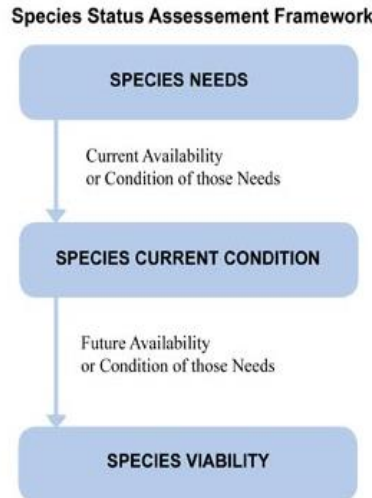 Species Status Assessement Framework
SPECIES NEEDS
Current Availability
or Condition of those Needs
SPECIES CURRENT CONDITION
Future Availability
or Condition of those Needs
SPECIES VIABILITY